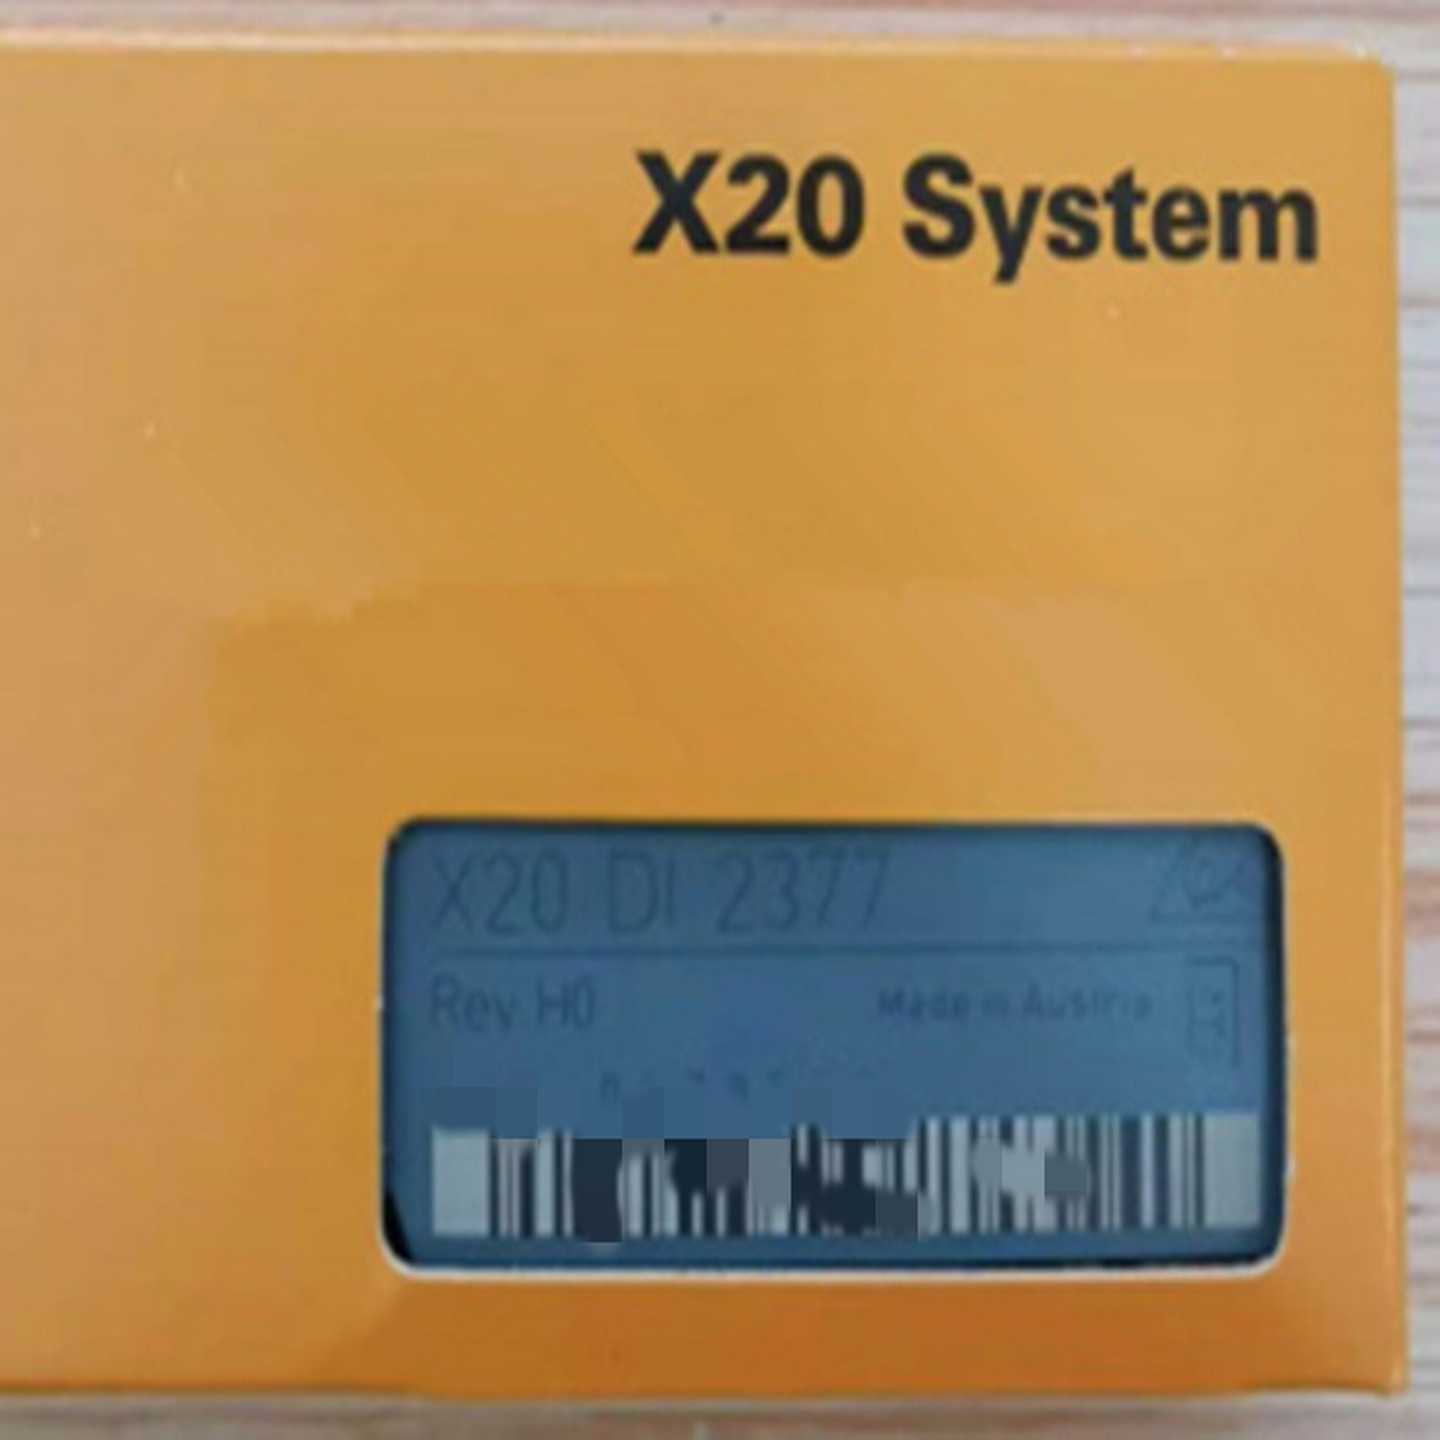 X20 System
X20 DI 2377
Rev H0
Made in Austria